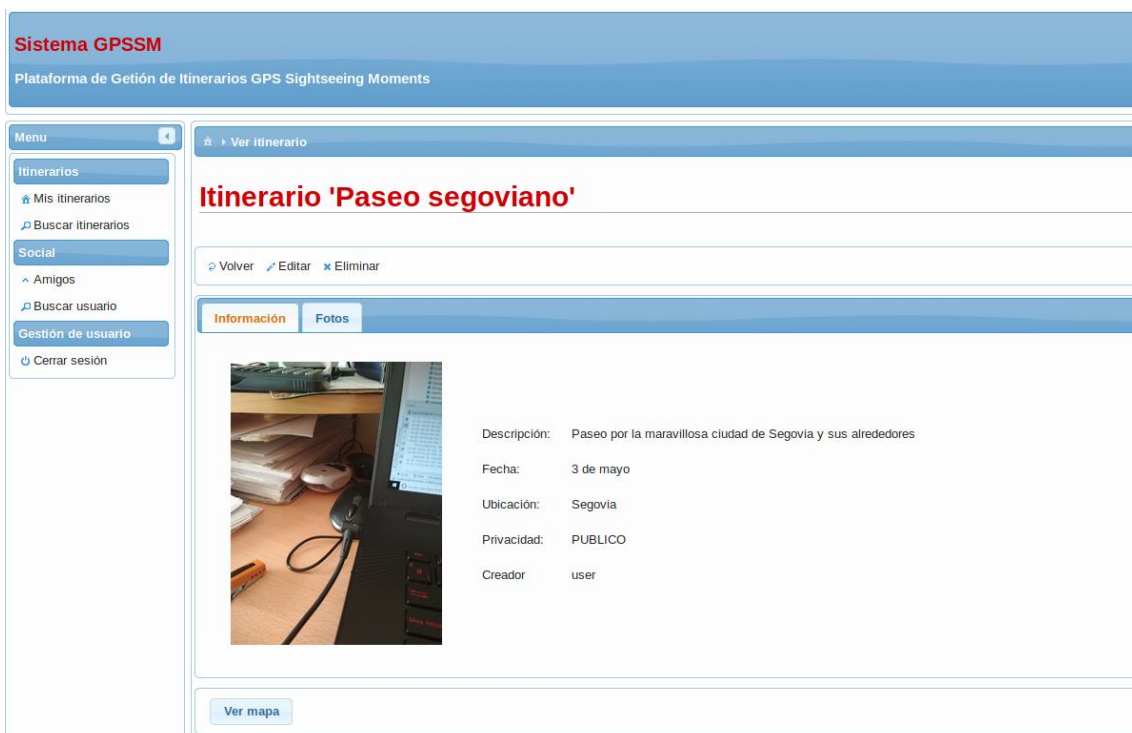 Sistema GPSSM
Plataforma de Getión de Itinerarios GPS Sightseeing Moments
Menu
Itinerarios
Mis itinerarios
Buscar itinerarios
Social
Amigos
Buscar usuario
Gestión de usuario
Cerrar sesión
Ver itinerario
Itinerario 'Paseo segoviano'
Volver Editar Eliminar
Información Fotos
Descripción: Paseo por la maravillosa ciudad de Segovia y sus alrededores
Fecha: 3 de mayo
Ubicación: Segovia
Privacidad: PUBLICO
Creador user
Ver mapa